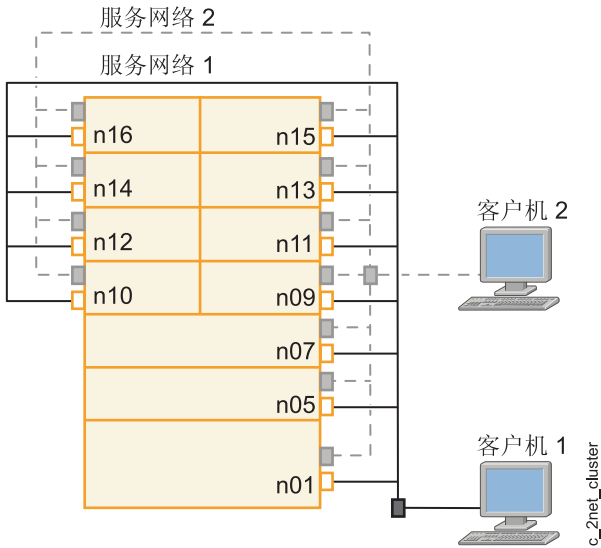 服务网络 2
服务网络 1
n16
n15
n14
n13
n12
n11
n10
n09
n07
n05
n01
客户机 2
客户机 1
c_2net_cluster